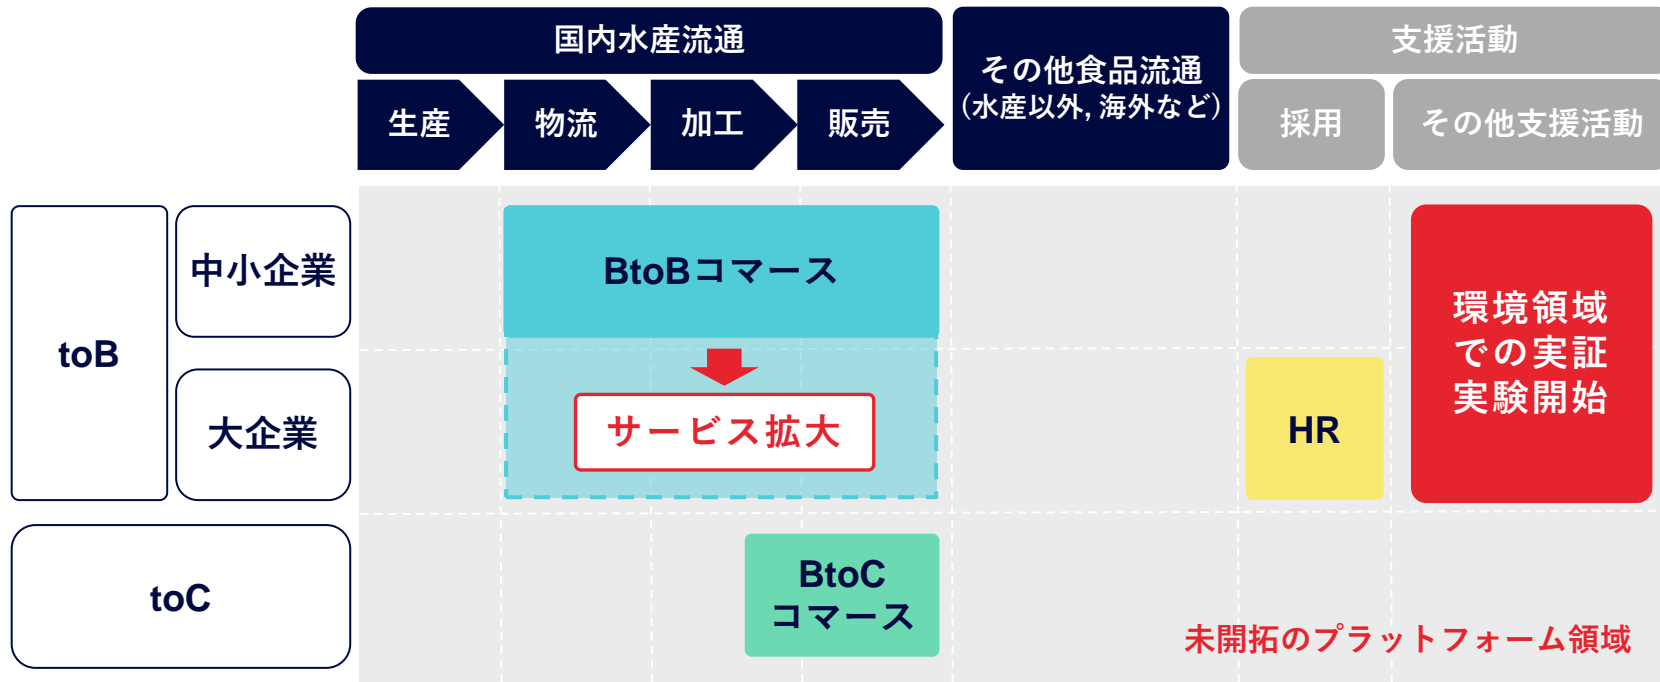 国内水産流通
その他食品流通
(水産以外, 海外など)
支援活動
生産
物流
加工
販売
採用
その他支援活動
toB
中小企業
大企業
toC
BtoBコマース
サービス拡大
HR
環境領域
での実証
実験開始
BtoC
コマース
未開拓のプラットフォーム領域